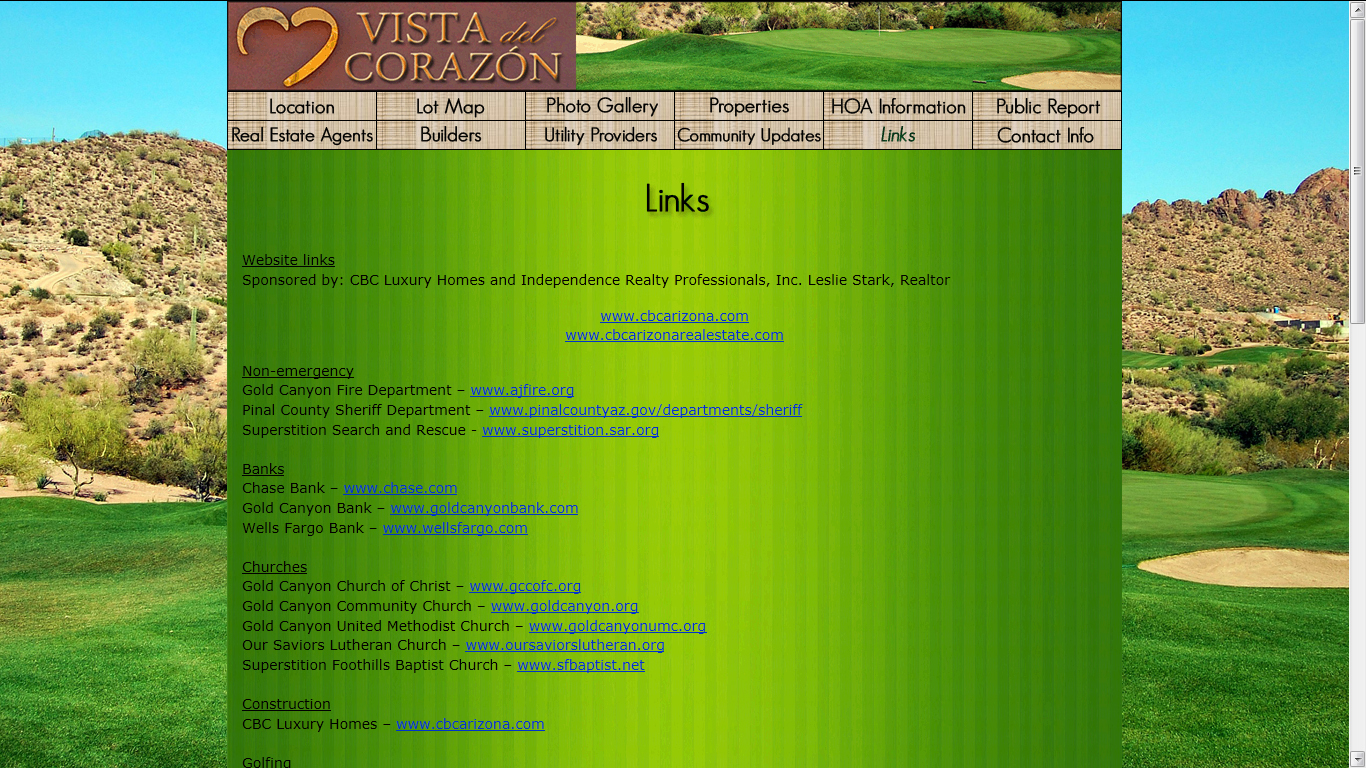 VISTA del
CORAZÓN
Location
Lot Map
Photo Gallery
Properties
HOA Information
Public Report
Real Estate Agents
Builders
Utility Providers
Community Updates
Links
Contact Info
Links
Website links
Sponsored by: CBC Luxury Homes and Independence Realty Professionals, Inc. Leslie Stark, Realtor
www.cbcarizona.com
www.cbcarizonarealestate.com
Non-emergency
Gold Canyon Fire Department – www.ajfire.org
Pinal County Sheriff Department – www.pinalcountyaz.gov/departments/sheriff
Superstition Search and Rescue - www.superstition.sar.org
Banks
Chase Bank – www.chase.com
Gold Canyon Bank – www.goldcanyonbank.com
Wells Fargo Bank – www.wellsfargo.com
Churches
Gold Canyon Church of Christ – www.gccofc.org
Gold Canyon Community Church – www.goldcanyon.org
Gold Canyon United Methodist Church – www.goldcanyonumc.org
Our Saviors Lutheran Church – www.oursaviorslutheran.org
Superstition Foothills Baptist Church – www.sfbaptist.net
Construction
CBC Luxury Homes – www.cbcarizona.com
Golfing